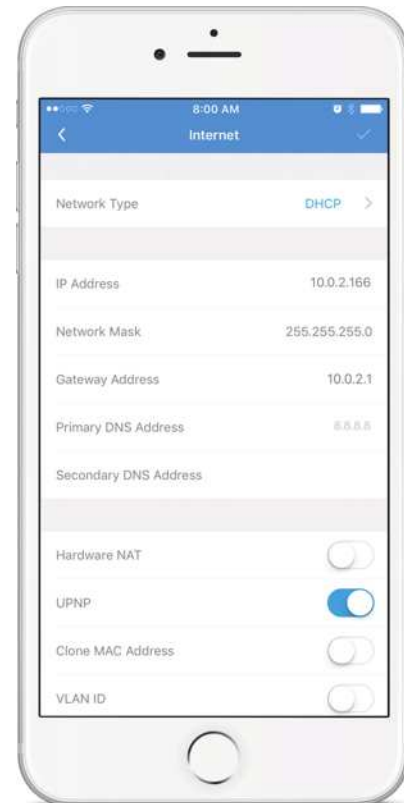 8:00 AM
Internet
Network Type DHCP
IP Address 10.0.2.166
Network Mask 255.255.255.0
Gateway Address 10.0.2.1
Primary DNS Address 8.8.8.8
Secondary DNS Address
Hardware NAT
UPNP
Clone MAC Address
VLAN ID